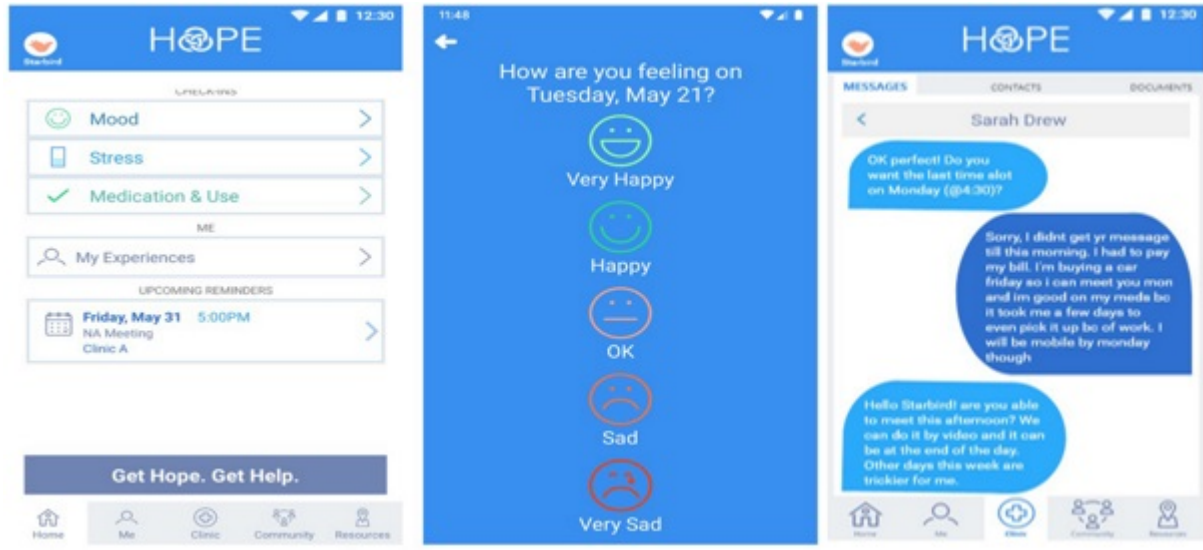 12:30
Starbird
HOPE
CHECK-INS
Mood
Stress
Medication & Use
ME
My Experiences
UPCOMING REMINDERS
Friday, May 31 5:00PM
NA Meeting
Clinic A
Get Hope. Get Help.
Home Me Clinic Community Resources
11:48
How are you feeling on
Tuesday, May 21?
Very Happy
Happy
OK
Sad
Very Sad
12:30
Starbird
HOPE
MESSAGES CONTACTS DOCUMENTS
Sarah Drew
OK perfect! Do you
want the last time slot
on Monday (@4:30)?
Sorry, I didnt get yr message
till this morning. I had to pay
my bill. I'm buying a car
friday so i can meet you mon
and im good on my meds bc
it took me a few days to
even pick it up bc of work. I
will be mobile by monday
though
Hello Starbird! are you able
to meet this afternoon? We
can do it by video and it can
be at the end of the day.
Other days this week are
trickier for me.
Home Me Clinic Community Resources